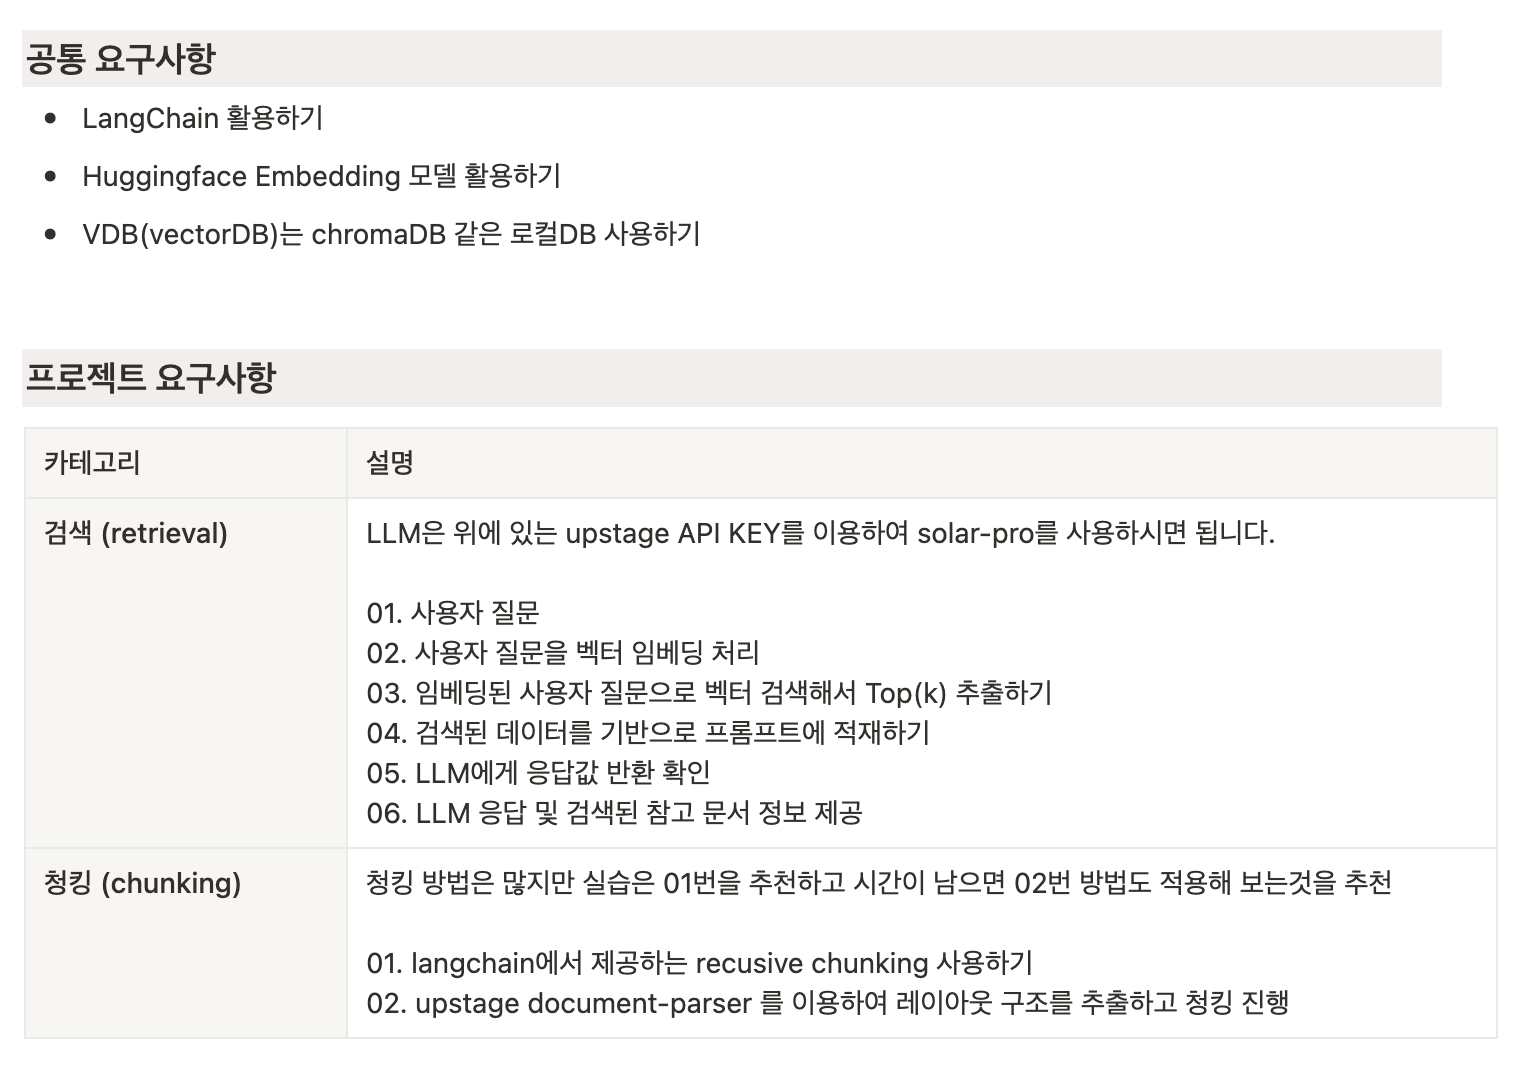 공통 요구사항
• LangChain 활용하기
• Huggingface Embedding 모델 활용하기
• VDB(vectorDB)는 chromaDB 같은 로컬DB 사용하기
프로젝트 요구사항
카테고리 설명
검색 (retrieval) LLM은 위에 있는 upstage API KEY를 이용하여 solar-pro를 사용하시면 됩니다.
01. 사용자 질문
02. 사용자 질문을 벡터 임베딩 처리
03. 임베딩된 사용자 질문으로 벡터 검색해서 Top(k) 추출하기
04. 검색된 데이터를 기반으로 프롬프트에 적재하기
05. LLM에게 응답값 반환 확인
06. LLM 응답 및 검색된 참고 문서 정보 제공
청킹 (chunking) 청킹 방법은 많지만 실습은 01번을 추천하고 시간이 남으면 02번 방법도 적용해 보는것을 추천
01. langchain에서 제공하는 recusive chunking 사용하기
02. upstage document-parser 를 이용하여 레이아웃 구조를 추출하고 청킹 진행